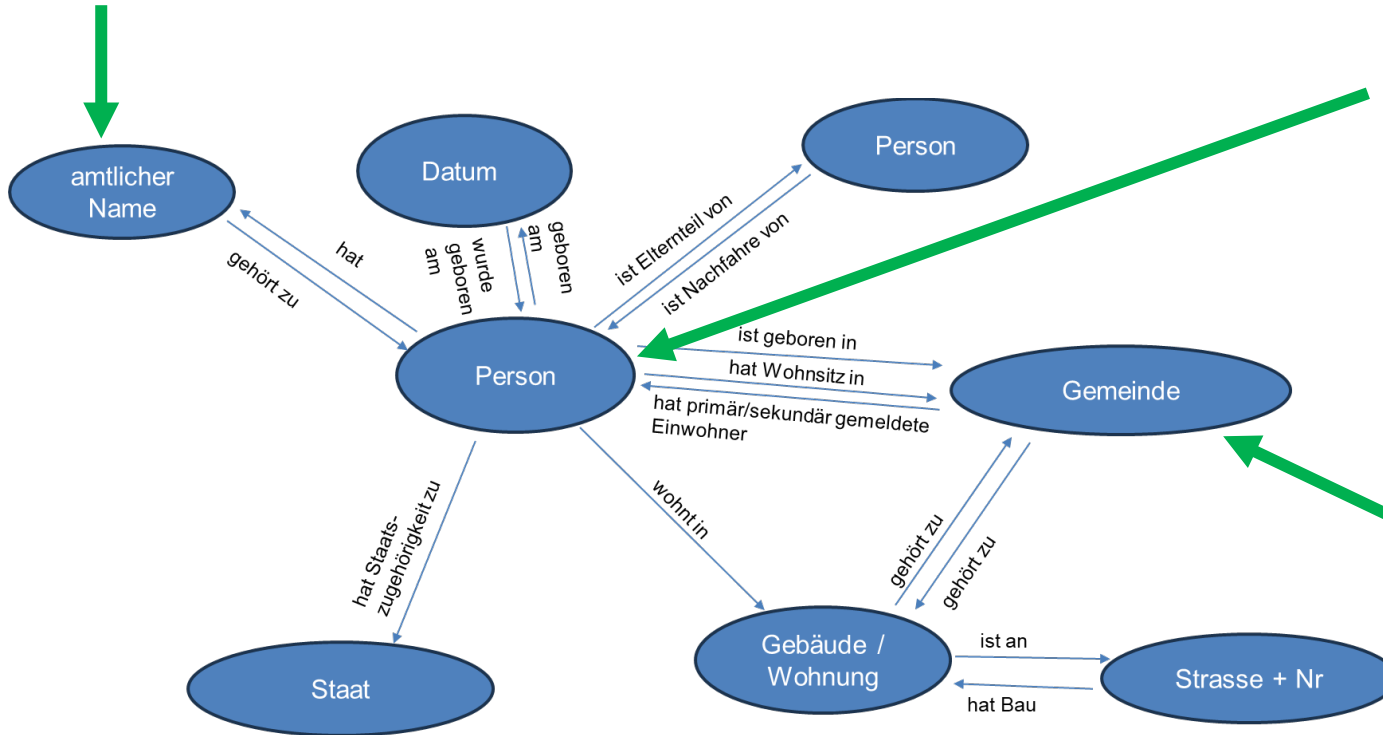 amtlicher
Name
Datum
Person
hat
gehört zu
wurde
geboren
am
geboren
am
ist Elternteil von
ist Nachfahre von
Person
ist geboren in
hat Wohnsitz in
hat primär/sekundär gemeldete
Einwohner
Gemeinde
hat Staats-
zugehörigkeit zu
wohnt in
gehört zu
gehört zu
Staat
Gebäude /
Wohnung
ist an
hat Bau
Strasse + Nr